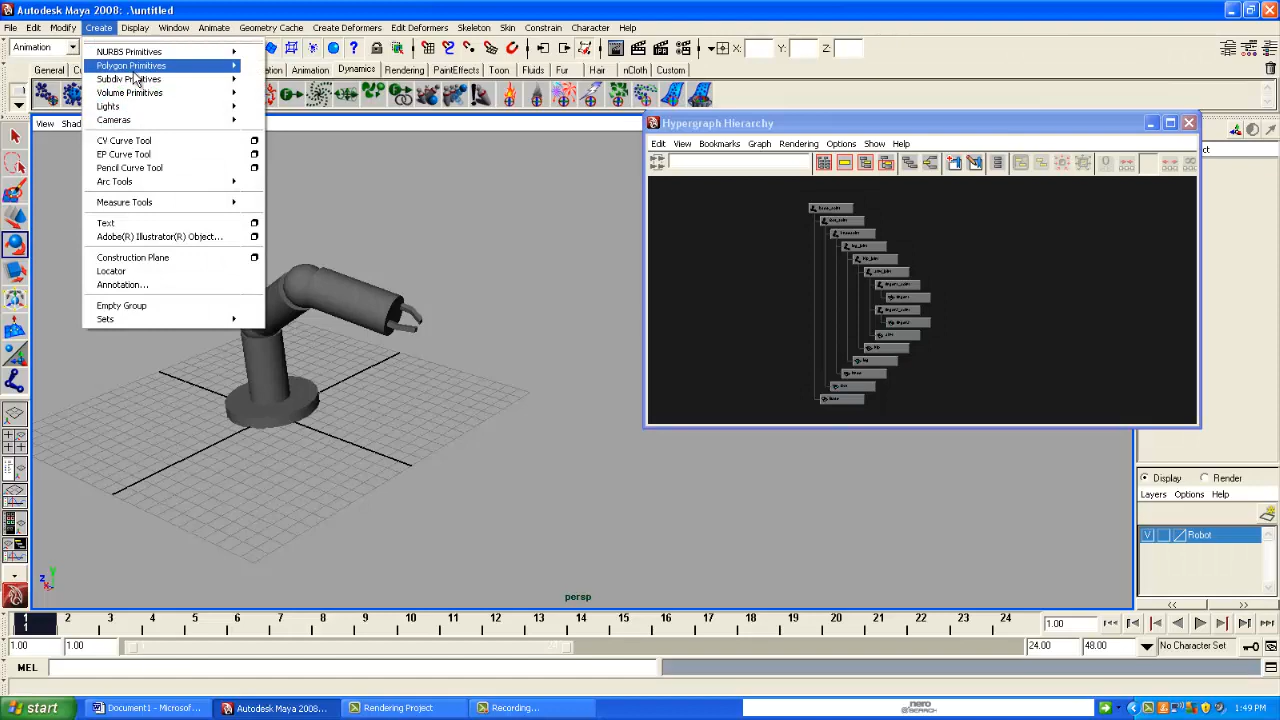 Autodesk Maya 2008: .\untitled
File Edit Modify Create Display Window Animate Geometry Cache Create Deformers Edit Deformers Skeleton Skin Constrain Character Help
Animation X: Y: Z:
General Animation Dynamics Rendering PaintEffects Toon Fluids Fur Hair nCloth Custom
NURBS Primitives
Polygon Primitives
Subdiv Primitives
Volume Primitives
Lights
Cameras
CV Curve Tool
EP Curve Tool
Pencil Curve Tool
Arc Tools
Measure Tools
Text
Adobe(R) Illustrator(R) Object...
Construction Plane
Locator
Annotation...
Empty Group
Sets
View
Hypergraph Hierarchy
Edit View Bookmarks Graph Rendering Options Show Help
Display Render
Layers Options Help
V Robot
<< >>
persp
1 2 3 4 5 6 7 8 9 10 11 12 13 14 15 16 17 18 19 20 21 22 23 24 1.00
1
1.00 1.00 24.00 48.00 No Character Set
MEL
start Document1 - Microsof... Autodesk Maya 2008:... Rendering Project Recording... nero SEARCH 1:49 PM